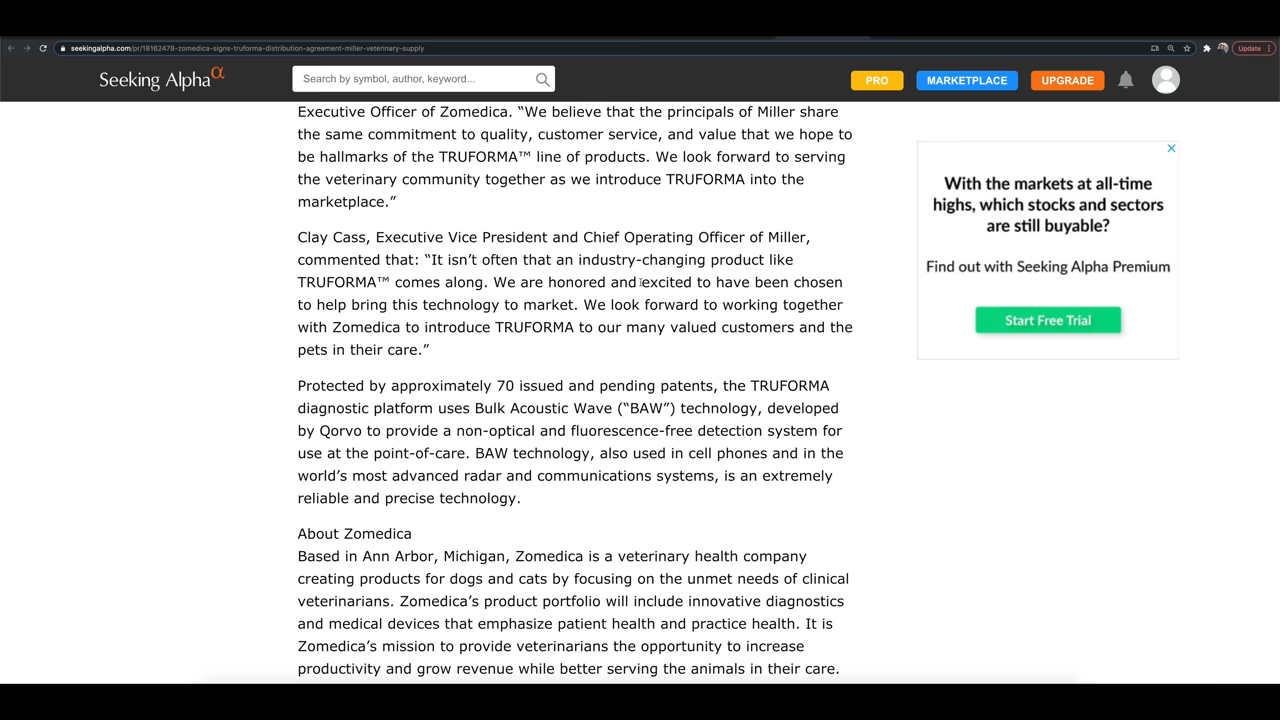 seekingalpha.com/pr/18162478-zomedica-signs-truforma-distribution-agreement-miller-veterinary-supply
Update
Seeking Alpha α
Search by symbol, author, keyword...
PRO
MARKETPLACE
UPGRADE
Executive Officer of Zomedica. “We believe that the principals of Miller share
the same commitment to quality, customer service, and value that we hope to
be hallmarks of the TRUFORMA™ line of products. We look forward to serving
the veterinary community together as we introduce TRUFORMA into the
marketplace.”
Clay Cass, Executive Vice President and Chief Operating Officer of Miller,
commented that: “It isn’t often that an industry-changing product like
TRUFORMA™ comes along. We are honored and excited to have been chosen
to help bring this technology to market. We look forward to working together
with Zomedica to introduce TRUFORMA to our many valued customers and the
pets in their care.”
Protected by approximately 70 issued and pending patents, the TRUFORMA
diagnostic platform uses Bulk Acoustic Wave (“BAW”) technology, developed
by Qorvo to provide a non-optical and fluorescence-free detection system for
use at the point-of-care. BAW technology, also used in cell phones and in the
world’s most advanced radar and communications systems, is an extremely
reliable and precise technology.
About Zomedica
Based in Ann Arbor, Michigan, Zomedica is a veterinary health company
creating products for dogs and cats by focusing on the unmet needs of clinical
veterinarians. Zomedica’s product portfolio will include innovative diagnostics
and medical devices that emphasize patient health and practice health. It is
Zomedica’s mission to provide veterinarians the opportunity to increase
productivity and grow revenue while better serving the animals in their care.
With the markets at all-time
highs, which stocks and sectors
are still buyable?
Find out with Seeking Alpha Premium
Start Free Trial